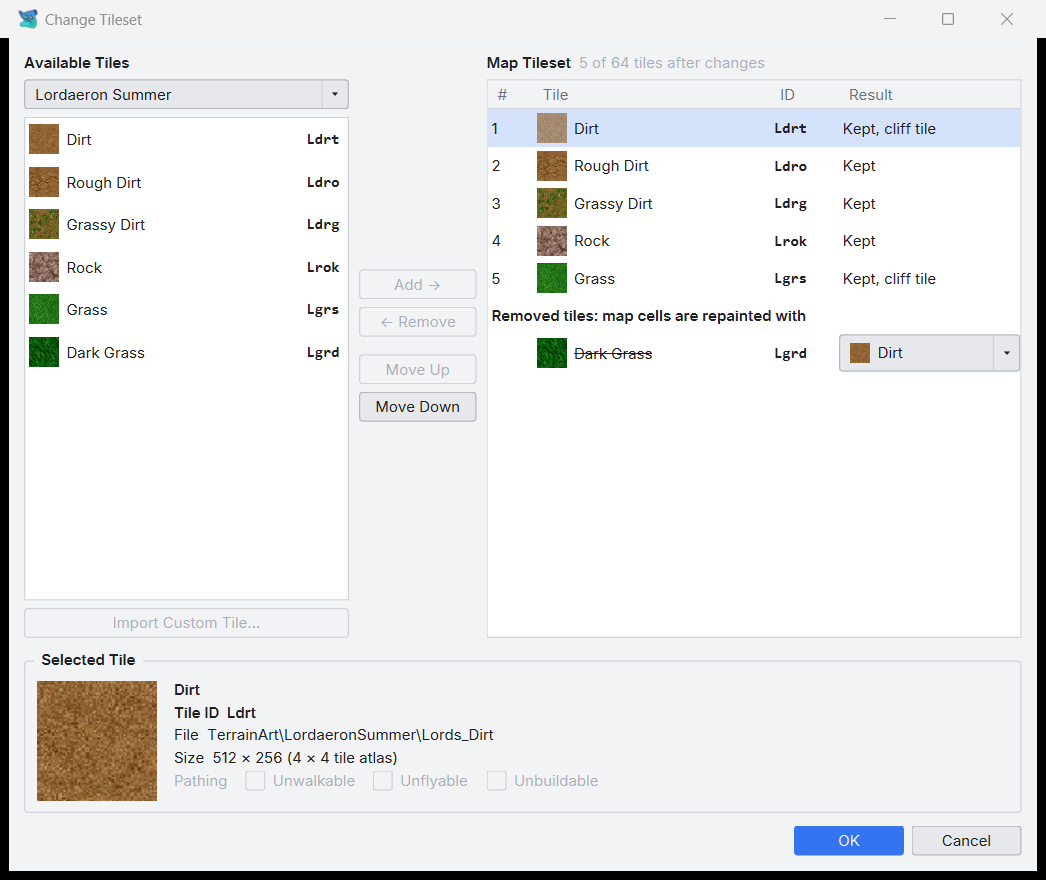 Change Tileset
Available Tiles
Lordaeron Summer
Dirt Ldrt
Rough Dirt Ldro
Grassy Dirt Ldrg
Rock Lrok
Grass Lgrs
Dark Grass Lgrd
Import Custom Tile...
Add →
← Remove
Move Up
Move Down
Map Tileset 5 of 64 tiles after changes
# Tile ID Result
1 Dirt Ldrt Kept, cliff tile
2 Rough Dirt Ldro Kept
3 Grassy Dirt Ldrg Kept
4 Rock Lrok Kept
5 Grass Lgrs Kept, cliff tile
Removed tiles: map cells are repainted with
Dark Grass Lgrd Dirt
Selected Tile
Dirt
Tile ID Ldrt
File TerrainArt\LordaeronSummer\Lords_Dirt
Size 512 × 256 (4 × 4 tile atlas)
Pathing Unwalkable Unflyable Unbuildable
OK Cancel